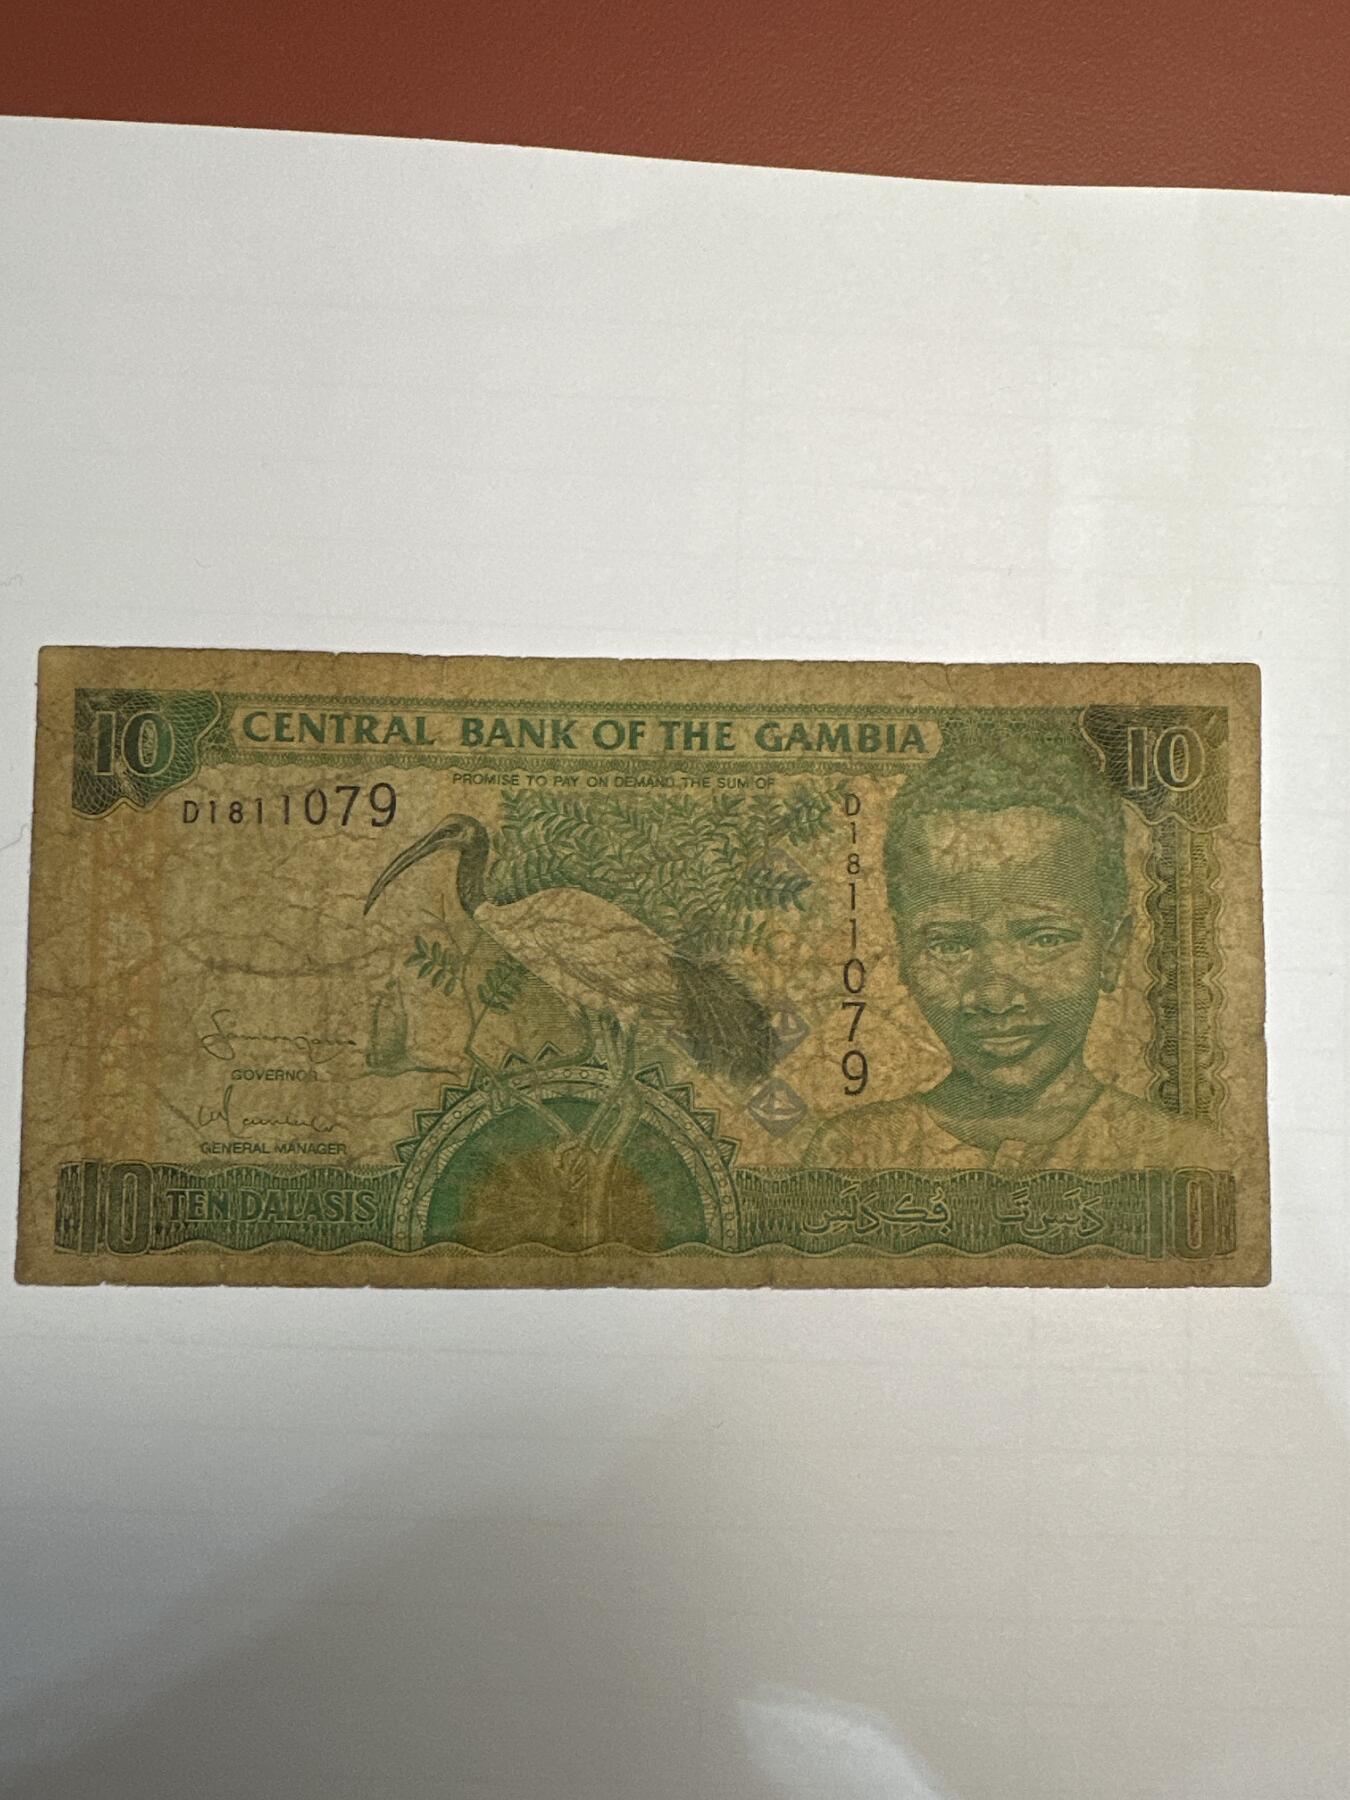 10 CENTRAL BANK OF THE GAMBIA 10
PROMISE TO PAY ON DEMAND THE SUM OF
D1811079
D1811079
GOVERNOR
GENERAL MANAGER
10 TEN DALASIS 10